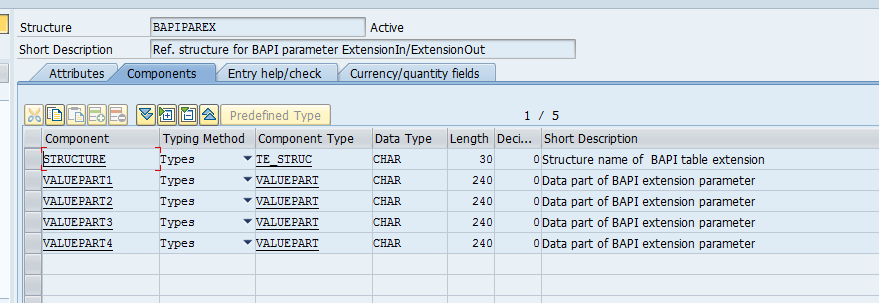 Structure BAPIPAREX Active
Short Description Ref. structure for BAPI parameter ExtensionIn/ExtensionOut
Attributes Components Entry help/check Currency/quantity fields
Predefined Type 1 / 5
Component Typing Method Component Type Data Type Length Deci... Short Description
STRUCTURE Types TE_STRUC CHAR 30 0 Structure name of BAPI table extension
VALUEPART1 Types VALUEPART CHAR 240 0 Data part of BAPI extension parameter
VALUEPART2 Types VALUEPART CHAR 240 0 Data part of BAPI extension parameter
VALUEPART3 Types VALUEPART CHAR 240 0 Data part of BAPI extension parameter
VALUEPART4 Types VALUEPART CHAR 240 0 Data part of BAPI extension parameter